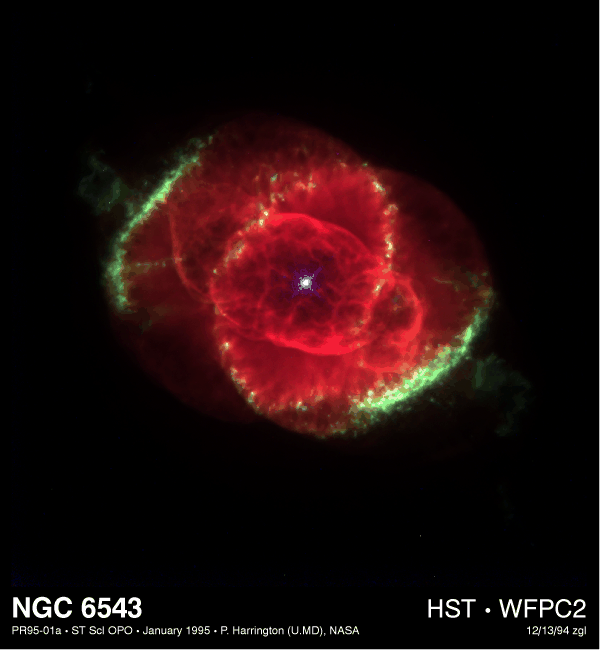 NGC 6543
HST • WFPC2
PR95-01a • ST ScI OPO • January 1995 • P. Harrington (U.MD), NASA
12/13/94 zgl